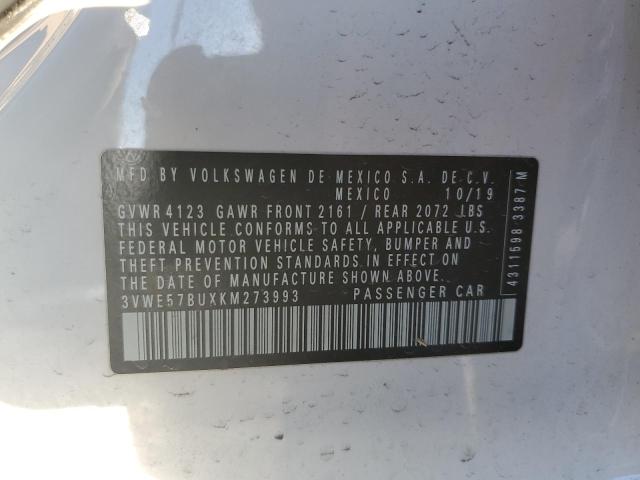 MFD BY VOLKSWAGEN DE MEXICO S.A. DE C.V.
MEXICO 10/19
GVWR 4123 GAWR FRONT 2161 / REAR 2072 LBS
THIS VEHICLE CONFORMS TO ALL APPLICABLE U.S.
FEDERAL MOTOR VEHICLE SAFETY, BUMPER AND
THEFT PREVENTION STANDARDS IN EFFECT ON
THE DATE OF MANUFACTURE SHOWN ABOVE.
3VWE57BUXKM273993 PASSENGER CAR
4311598 3387 M